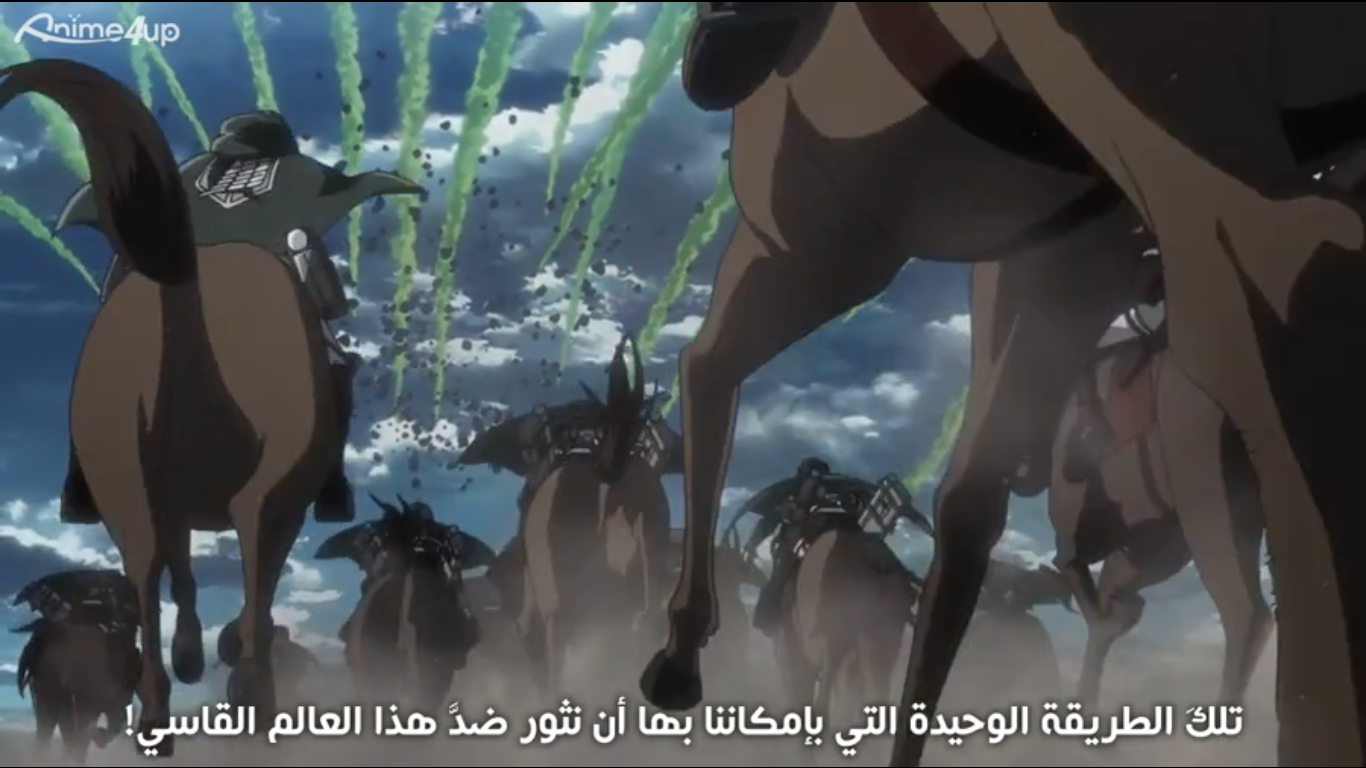 Anime4up
تلكَ الطريقة الوحيدة التي بإمكاننا بها أن نثور ضدَّ هذا العالم القاسي!